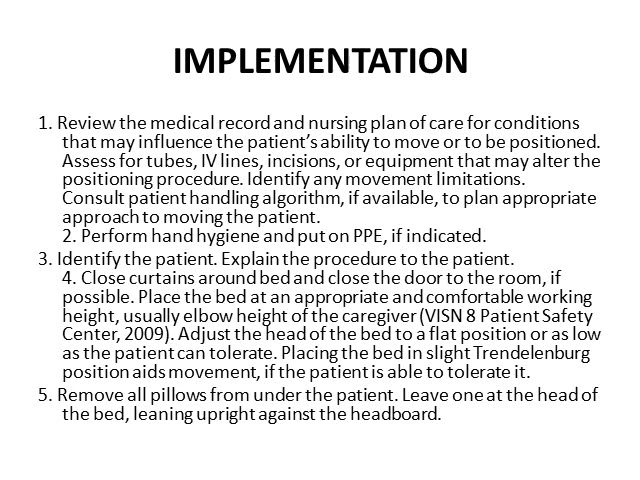 IMPLEMENTATION
1. Review the medical record and nursing plan of care for conditions
that may influence the patient’s ability to move or to be positioned.
Assess for tubes, IV lines, incisions, or equipment that may alter the
positioning procedure. Identify any movement limitations.
Consult patient handling algorithm, if available, to plan appropriate
approach to moving the patient.
2. Perform hand hygiene and put on PPE, if indicated.
3. Identify the patient. Explain the procedure to the patient.
4. Close curtains around bed and close the door to the room, if
possible. Place the bed at an appropriate and comfortable working
height, usually elbow height of the caregiver (VISN 8 Patient Safety
Center, 2009). Adjust the head of the bed to a flat position or as low
as the patient can tolerate. Placing the bed in slight Trendelenburg
position aids movement, if the patient is able to tolerate it.
5. Remove all pillows from under the patient. Leave one at the head of
the bed, leaning upright against the headboard.